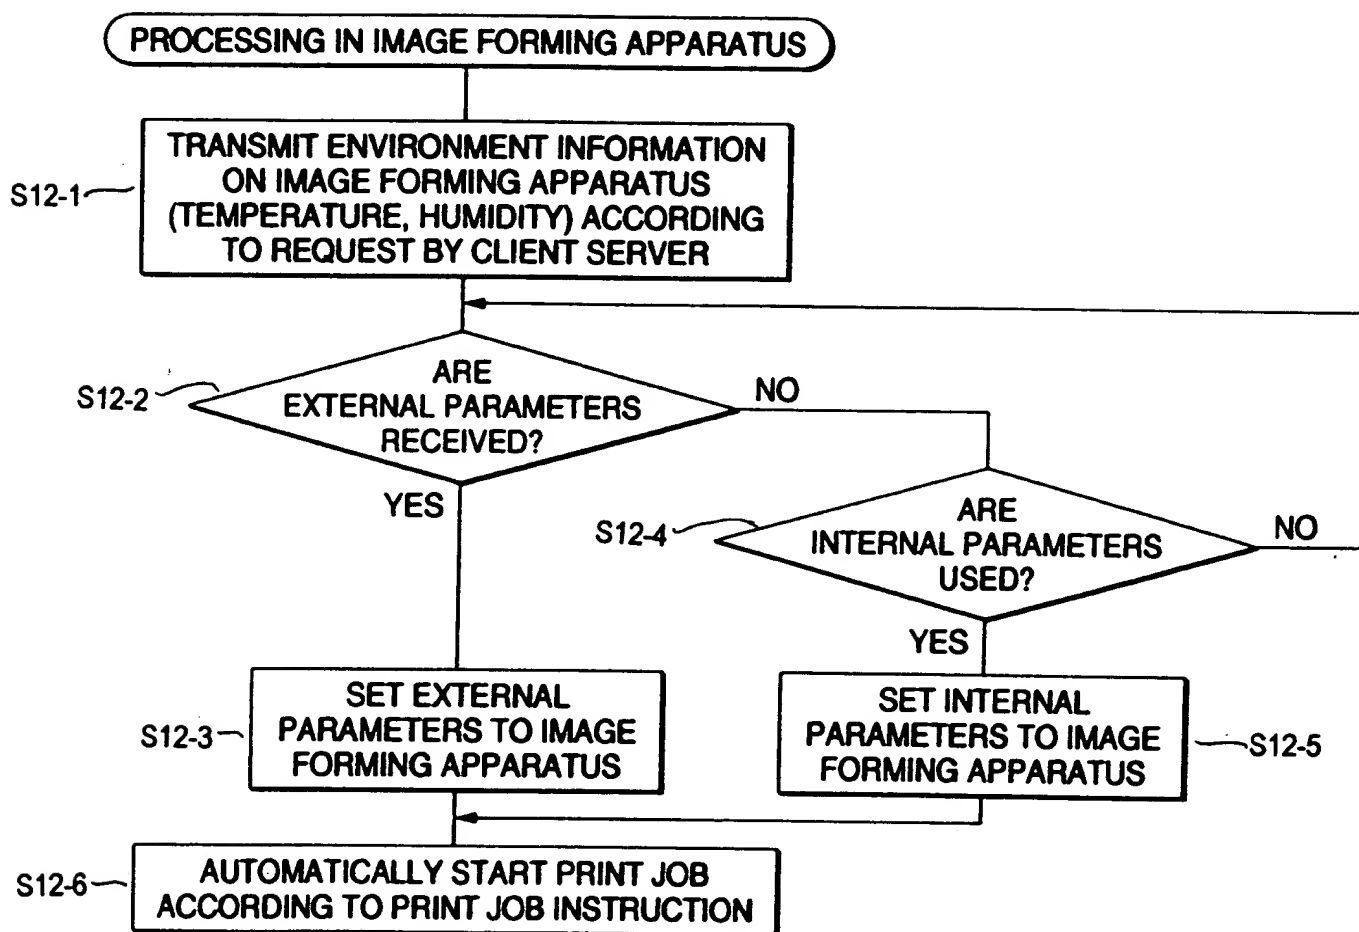 PROCESSING IN IMAGE FORMING APPARATUS
S12-1
TRANSMIT ENVIRONMENT INFORMATION
ON IMAGE FORMING APPARATUS
(TEMPERATURE, HUMIDITY) ACCORDING
TO REQUEST BY CLIENT SERVER
S12-2
ARE
EXTERNAL PARAMETERS
RECEIVED?
NO
YES
S12-4
ARE
INTERNAL PARAMETERS
USED?
NO
YES
S12-3
SET EXTERNAL
PARAMETERS TO IMAGE
FORMING APPARATUS
SET INTERNAL
PARAMETERS TO IMAGE
FORMING APPARATUS
S12-5
S12-6
AUTOMATICALLY START PRINT JOB
ACCORDING TO PRINT JOB INSTRUCTION